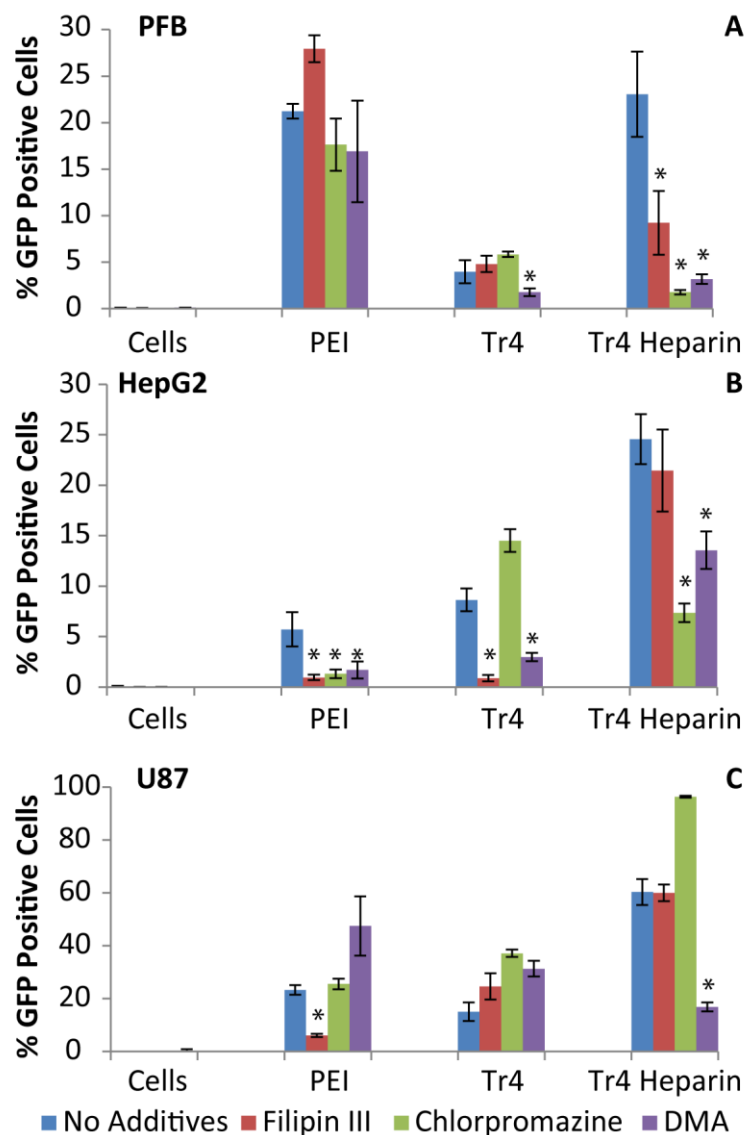 PFB A
30
25
20
15
10
5
0
% GFP Positive Cells
* * * *
Cells PEI Tr4 Tr4 Heparin
HepG2 B
30
25
20
15
10
5
0
% GFP Positive Cells
* * * * * * *
Cells PEI Tr4 Tr4 Heparin
U87 C
100
80
60
40
20
0
% GFP Positive Cells
* *
Cells PEI Tr4 Tr4 Heparin
No Additives Filipin III Chlorpromazine DMA